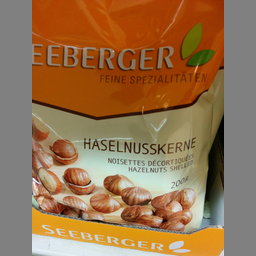 SEEBERGER
FEINE SPEZIALITÄTEN
HASELNUSSKERNE
NOISETTES DÉCORTIQUÉES
HAZELNUTS SHELLED
200g
SEEBERGER